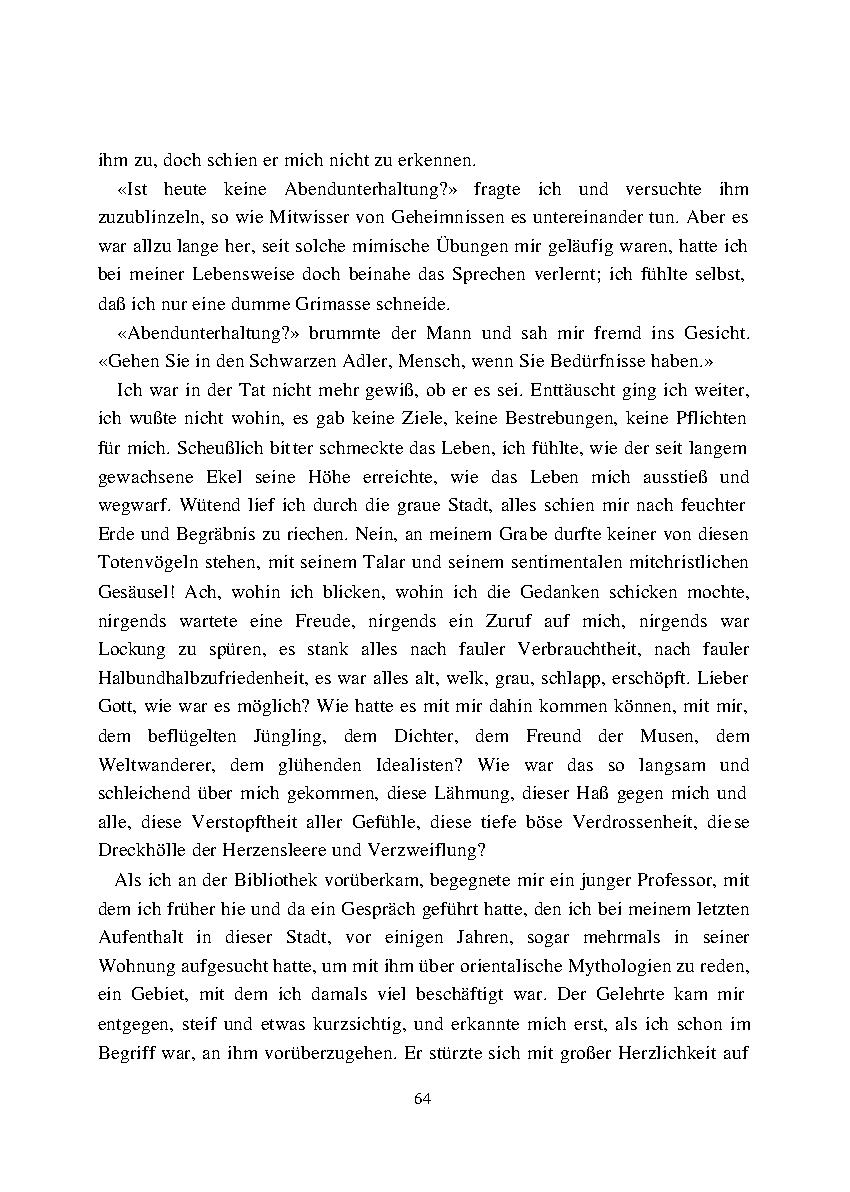 ihm zu, doch schien er mich nicht zu erkennen.
«Ist heute keine Abendunterhaltung?» fragte ich und versuchte ihm
zuzublinzeln, so wie Mitwisser von Geheimnissen es untereinander tun. Aber es
war allzu lange her, seit solche mimische Übungen mir geläufig waren, hatte ich
bei meiner Lebensweise doch beinahe das Sprechen verlernt; ich fühlte selbst,
daß ich nur eine dumme Grimasse schneide.
«Abendunterhaltung?» brummte der Mann und sah mir fremd ins Gesicht.
«Gehen Sie in den Schwarzen Adler, Mensch, wenn Sie Bedürfnisse haben.»
Ich war in der Tat nicht mehr gewiß, ob er es sei. Enttäuscht ging ich weiter,
ich wußte nicht wohin, es gab keine Ziele, keine Bestrebungen, keine Pflichten
für mich. Scheußlich bitter schmeckte das Leben, ich fühlte, wie der seit langem
gewachsene Ekel seine Höhe erreichte, wie das Leben mich ausstieß und
wegwarf. Wütend lief ich durch die graue Stadt, alles schien mir nach feuchter
Erde und Begräbnis zu riechen. Nein, an meinem Grabe durfte keiner von diesen
Totenvögeln stehen, mit seinem Talar und seinem sentimentalen mitchristlichen
Gesäusel! Ach, wohin ich blicken, wohin ich die Gedanken schicken mochte,
nirgends wartete eine Freude, nirgends ein Zuruf auf mich, nirgends war
Lockung zu spüren, es stank alles nach fauler Verbrauchtheit, nach fauler
Halbundhalbzufriedenheit, es war alles alt, welk, grau, schlapp, erschöpft. Lieber
Gott, wie war es möglich? Wie hatte es mit mir dahin kommen können, mit mir,
dem beflügelten Jüngling, dem Dichter, dem Freund der Musen, dem
Weltwanderer, dem glühenden Idealisten? Wie war das so langsam und
schleichend über mich gekommen, diese Lähmung, dieser Haß gegen mich und
alle, diese Verstopftheit aller Gefühle, diese tiefe böse Verdrossenheit, diese
Dreckhölle der Herzensleere und Verzweiflung?
Als ich an der Bibliothek vorüberkam, begegnete mir ein junger Professor, mit
dem ich früher hie und da ein Gespräch geführt hatte, den ich bei meinem letzten
Aufenthalt in dieser Stadt, vor einigen Jahren, sogar mehrmals in seiner
Wohnung aufgesucht hatte, um mit ihm über orientalische Mythologien zu reden,
ein Gebiet, mit dem ich damals viel beschäftigt war. Der Gelehrte kam mir
entgegen, steif und etwas kurzsichtig, und erkannte mich erst, als ich schon im
Begriff war, an ihm vorüberzugehen. Er stürzte sich mit großer Herzlichkeit auf
64